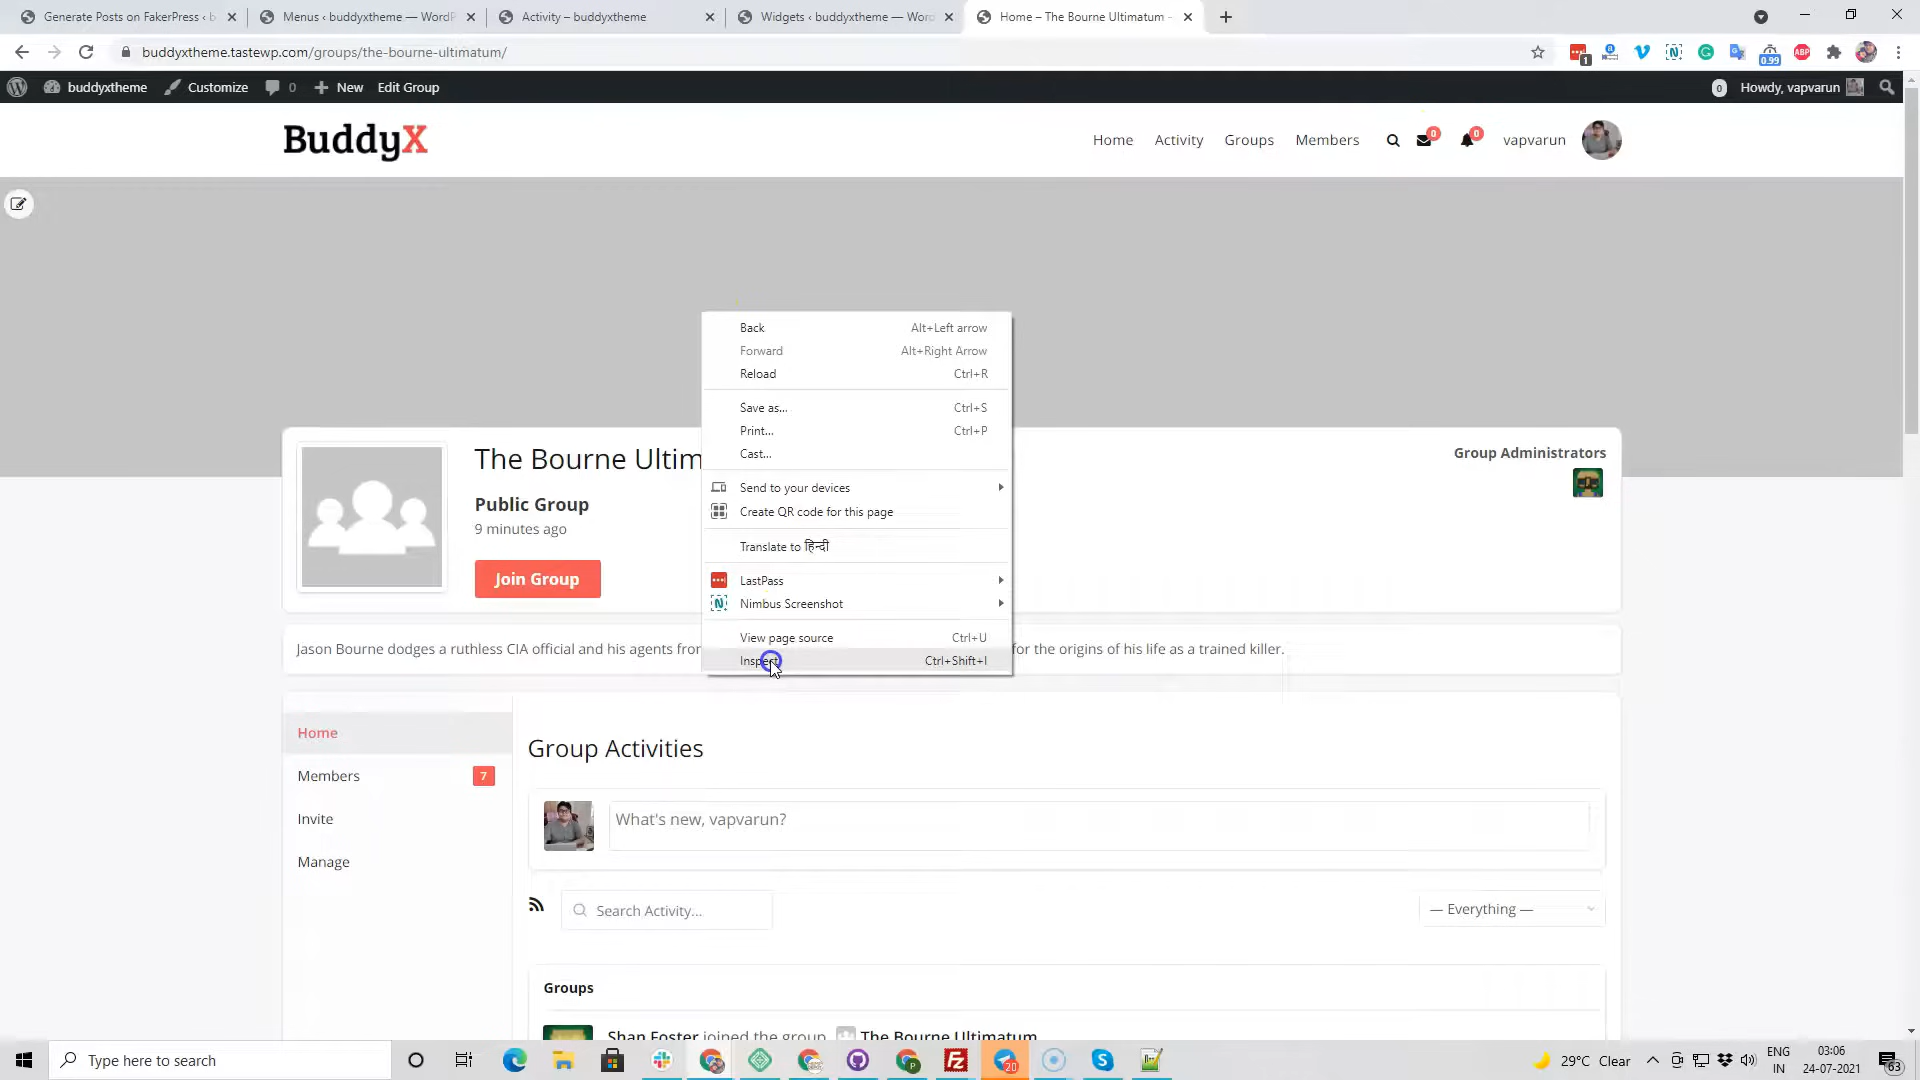 Generate Posts on FakerPress ‹ b
Menus ‹ buddyxtheme — WordP
Activity – buddyxtheme
Widgets ‹ buddyxtheme — Word
Home – The Bourne Ultimatum –
buddyxtheme.tastewp.com/groups/the-bourne-ultimatum/
1
0.99
ABP
buddyxtheme
Customize
0
New
Edit Group
0
Howdy, vapvarun
BuddyX
Home
Activity
Groups
Members
0
0
vapvarun
Back Alt+Left arrow
Forward Alt+Right Arrow
Reload Ctrl+R
Save as... Ctrl+S
Print... Ctrl+P
Cast...
Send to your devices
Create QR code for this page
Translate to हिन्दी
LastPass
Nimbus Screenshot
View page source Ctrl+U
Inspect Ctrl+Shift+I
The Bourne Ultim
Public Group
9 minutes ago
Join Group
Group Administrators
Jason Bourne dodges a ruthless CIA official and his agents from
for the origins of his life as a trained killer.
Home
Members 7
Invite
Manage
Group Activities
What's new, vapvarun?
Search Activity...
— Everything —
Groups
Shan Foster joined the group The Bourne Ultimatum
Type here to search
20
29°C Clear
ENG
IN
03:06
24-07-2021
63